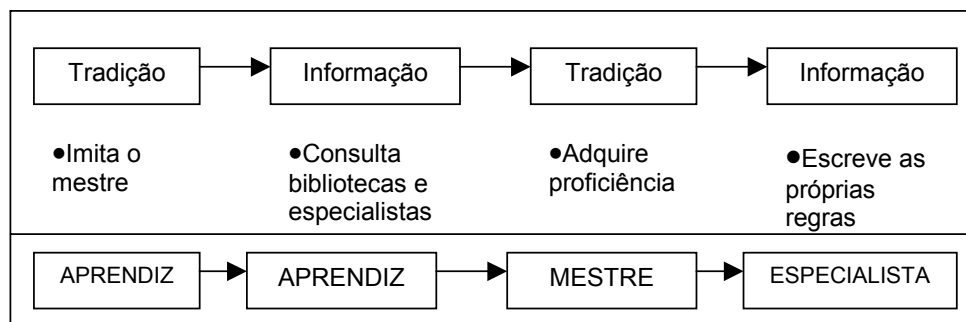 Tradição
Informação
Tradição
Informação
●Imita o
mestre
●Consulta
bibliotecas e
especialistas
●Adquire
proficiência
●Escreve as
próprias
regras
APRENDIZ
APRENDIZ
MESTRE
ESPECIALISTA